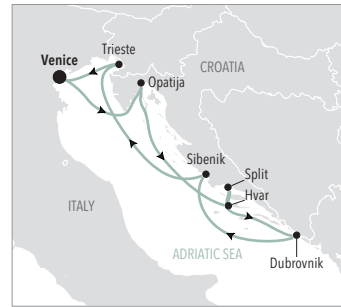 Trieste
Venice
Opatija
CROATIA
Sibenik
Split
Hvar
ITALY
ADRIATIC SEA
Dubrovnik